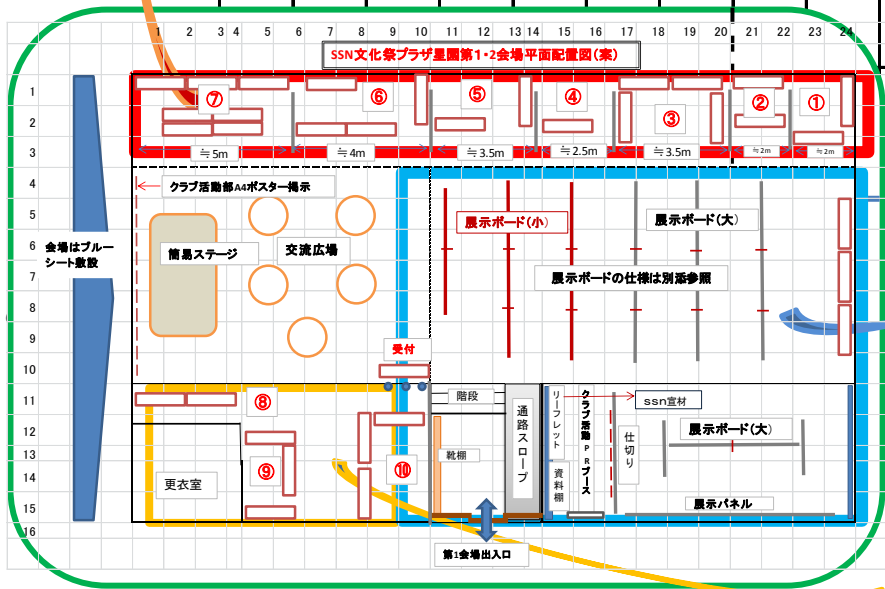 1 2 3 4 5 6 7 8 9 10 11 12 13 14 15 16 17 18 19 20 21 22 23 24
SSN文化祭プラザ星園第1・2会場平面配置図(案)
1
2
3
4
5
6
7
8
9
10
11
12
13
14
15
16
⑦
⑥
⑤
④
③
②
①
≒5m
≒4m
≒3.5m
≒2.5m
≒3.5m
≒2m
≒2m
会場はブルー
シート敷設
クラブ活動部A4ポスター掲示
簡易ステージ
交流広場
展示ボード(小)
展示ボード(大)
展示ボードの仕様は別添参照
受付
⑧
⑨
⑩
更衣室
階段
靴棚
通路スロープ
リーフレット
資料棚
クラブ活動PRブース
仕切り
ssn宣材
展示ボード(大)
展示パネル
第1会場出入口